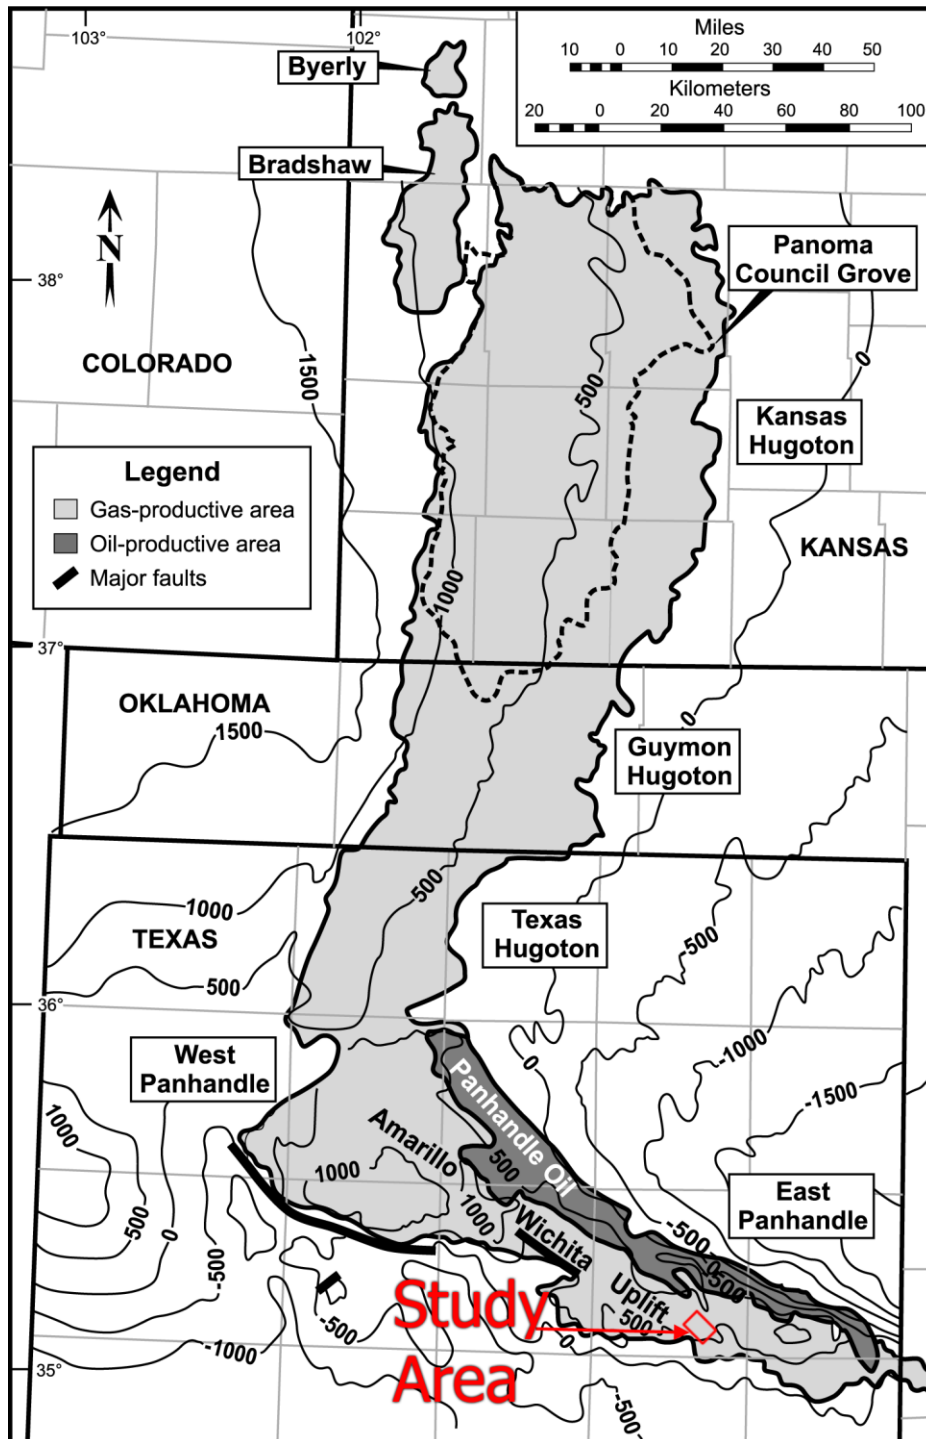 103°
102°
Miles
10 0 10 20 30 40 50
Kilometers
20 0 20 40 60 80 100
Byerly
Bradshaw
N
Panoma
Council Grove
38°
COLORADO
1500
500
0
Kansas
Hugoton
Legend
Gas-productive area
Oil-productive area
Major faults
KANSAS
1000
37°
OKLAHOMA
1500
0
Guymon
Hugoton
500
1000
TEXAS
500
Texas
Hugoton
-500
36°
West
Panhandle
0
-1000
-1500
Panhandle Oil
Amarillo
1000
500
1000
1000
500
0
-500
Wichita
Uplift
East
Panhandle
-500
0
-500
Study
Area
500
0
-500
-1000
35°
-500